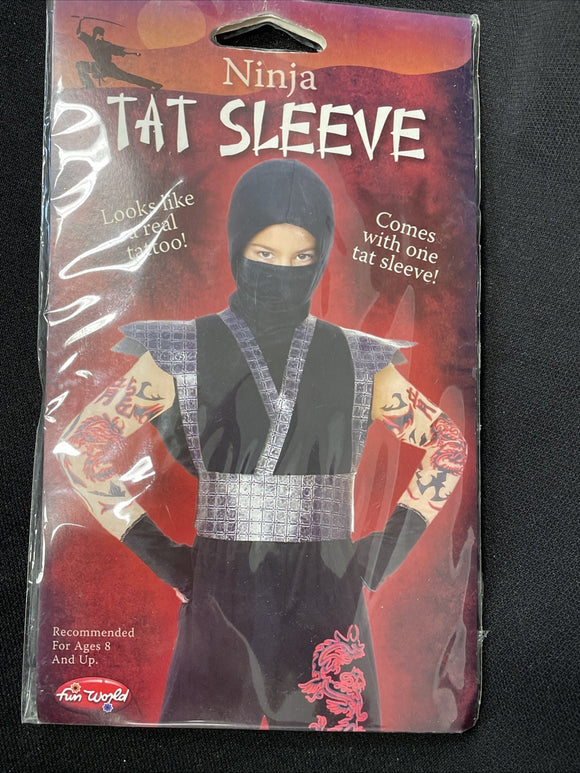 Ninja
TAT SLEEVE
Looks like
a real
tattoo!
Comes
with one
tat sleeve!
Recommended
For Ages 8
And Up.
fun World